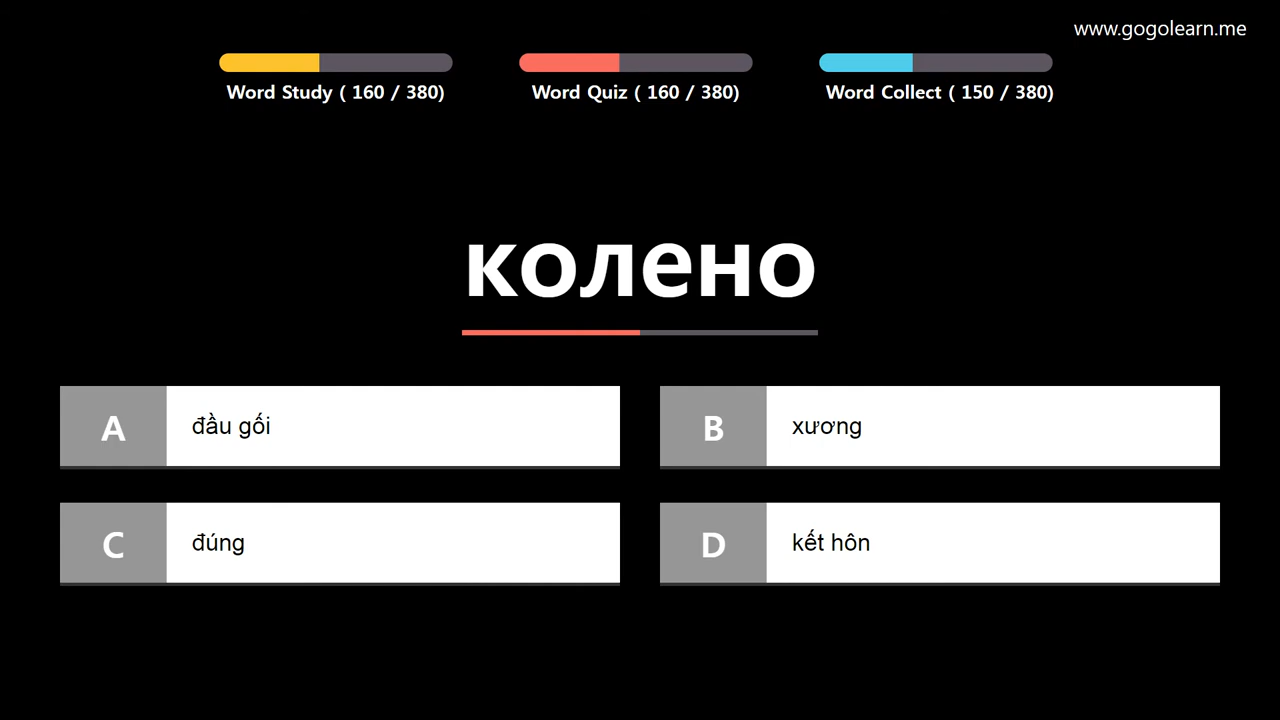 www.gogolearn.me
Word Study ( 160 / 380)
Word Quiz ( 160 / 380)
Word Collect ( 150 / 380)
колено
A đầu gối
B xương
C đúng
D kết hôn